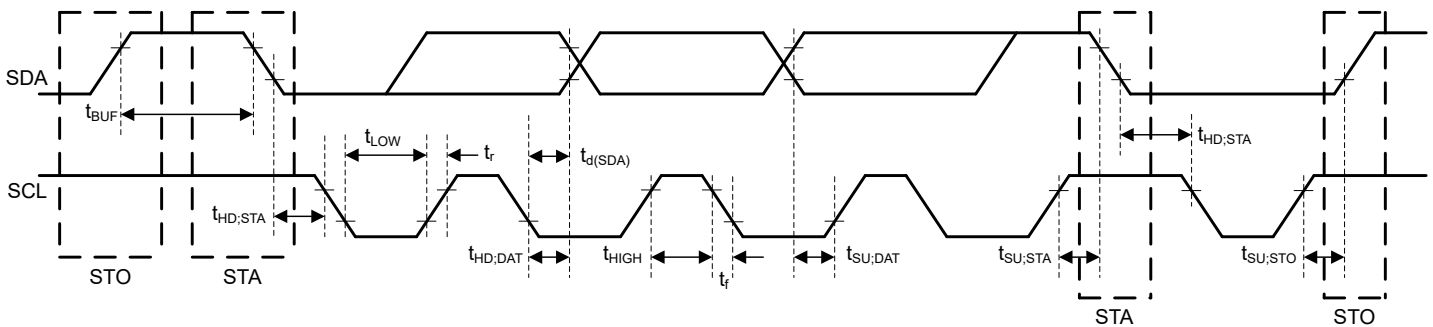 SDA
t_BUF
t_LOW
t_r
t_d(SDA)
t_HD;STA
SCL
t_HD;STA
t_HD;DAT
t_HIGH
t_f
t_SU;DAT
t_SU;STA
t_SU;STO
STO
STA
STA
STO